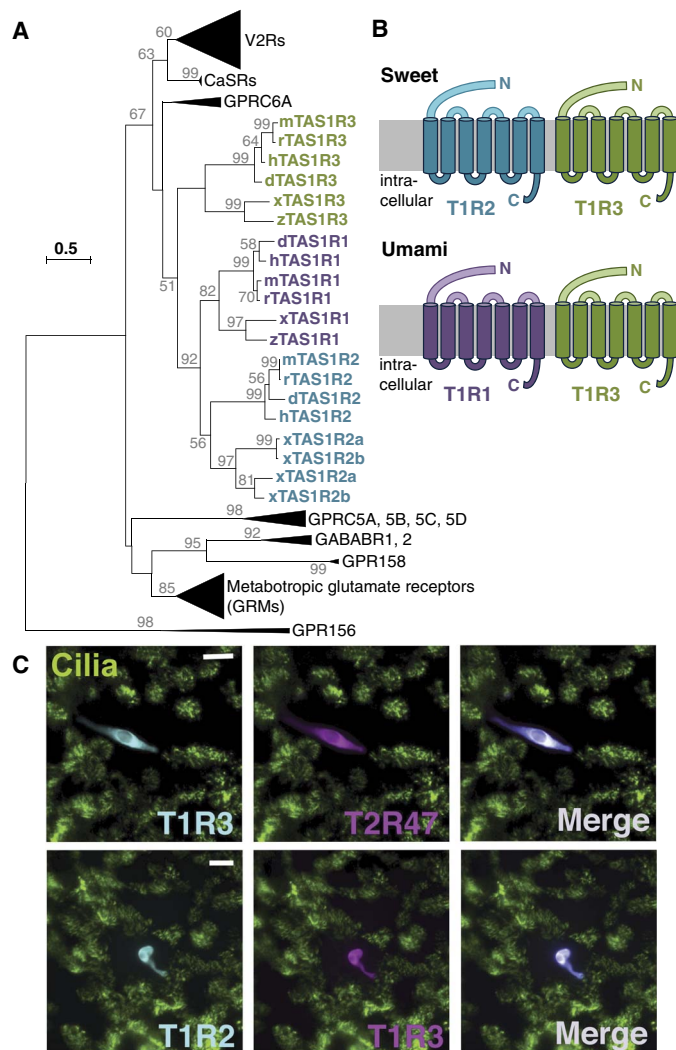 A
60
V2Rs
63
99
CaSRs
67
GPRC6A
99
mTAS1R3
64
rTAS1R3
99
hTAS1R3
dTAS1R3
99
xTAS1R3
zTAS1R3
0.5
58
dTAS1R1
99
hTAS1R1
51
82
mTAS1R1
70
rTAS1R1
97
xTAS1R1
zTAS1R1
92
99
mTAS1R2
56
rTAS1R2
99
dTAS1R2
hTAS1R2
56
99
xTAS1R2a
97
xTAS1R2b
81
xTAS1R2a
xTAS1R2b
98
GPRC5A, 5B, 5C, 5D
92
GABABR1, 2
95
GPR158
99
85
Metabotropic glutamate receptors
(GRMs)
98
GPR156
B
Sweet
N
N
intra-
cellular
T1R2
C
T1R3
C
Umami
N
N
intra-
cellular
T1R1
C
T1R3
C
C
Cilia
T1R3
T2R47
Merge
T1R2
T1R3
Merge